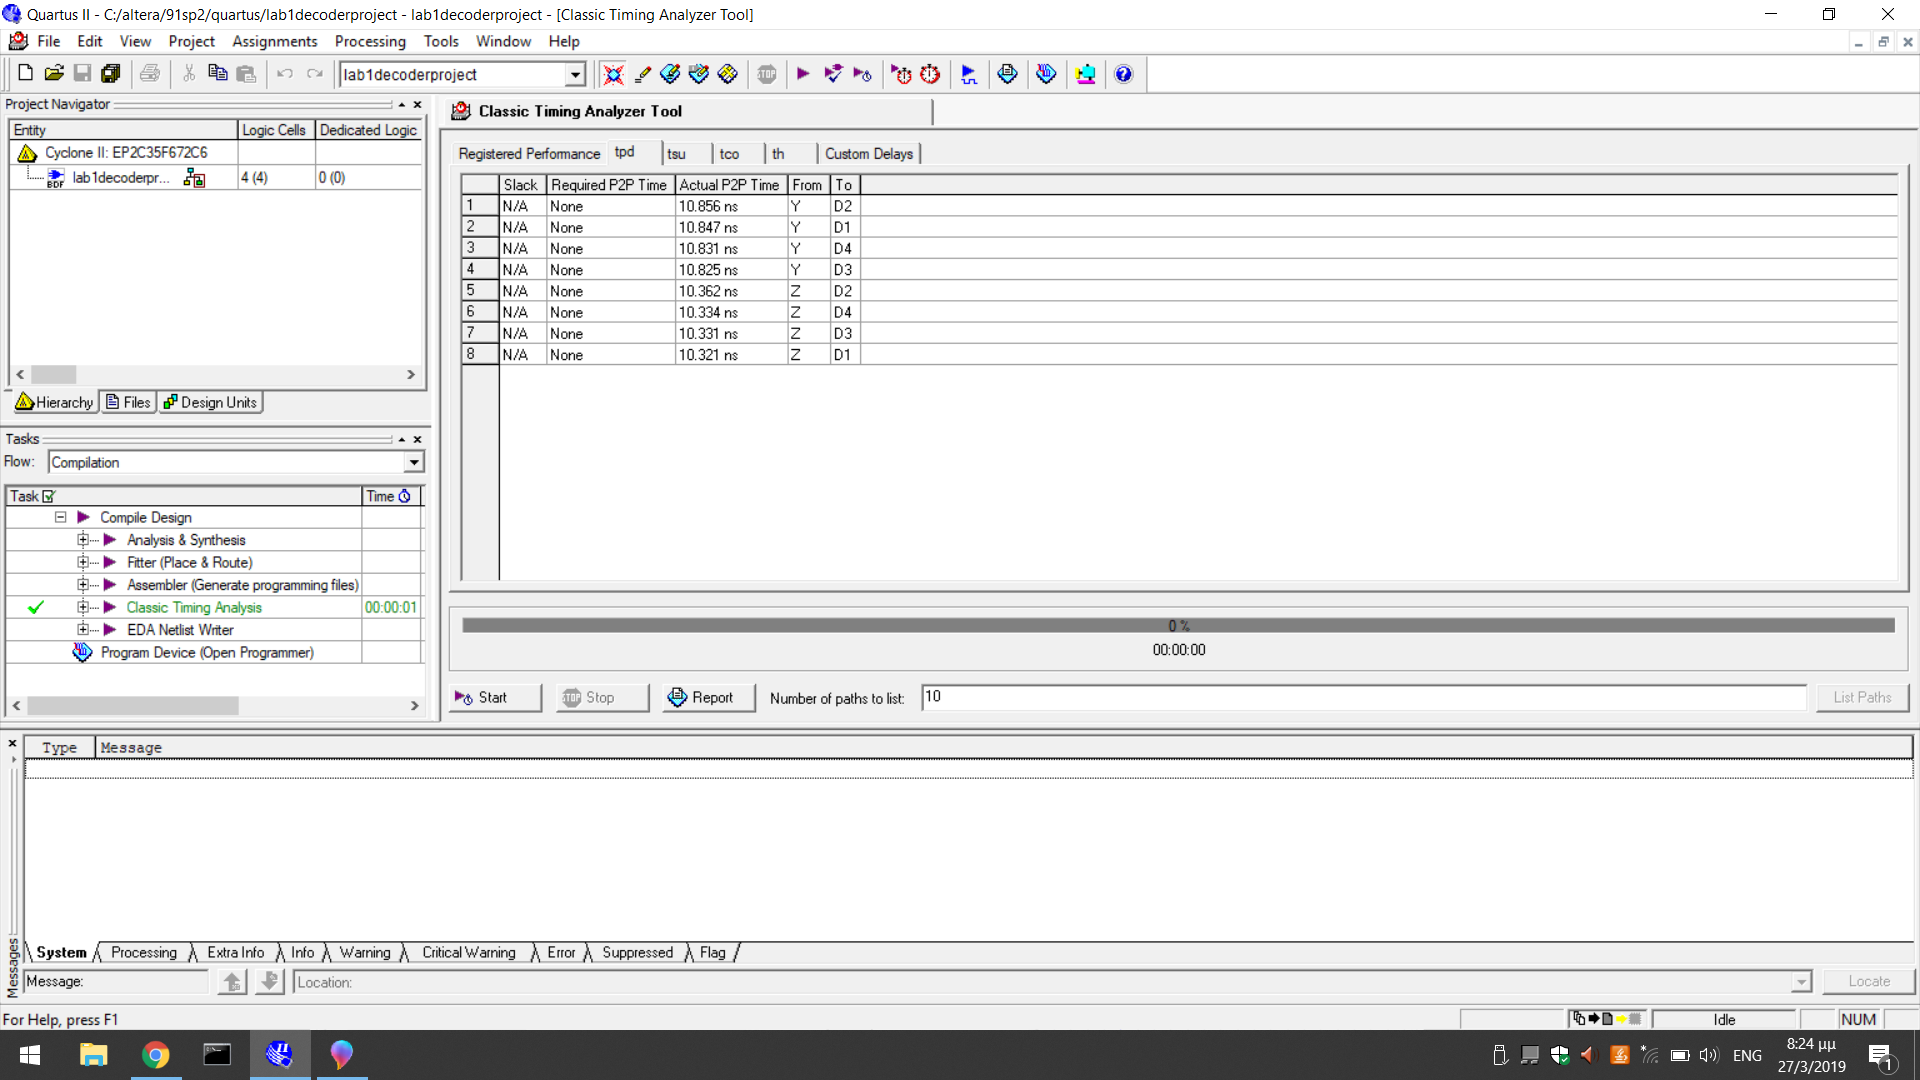 Quartus II - C:/altera/91sp2/quartus/lab1decoderproject - lab1decoderproject - [Classic Timing Analyzer Tool]
File Edit View Project Assignments Processing Tools Window Help
lab1decoderproject
Project Navigator
Entity Logic Cells Dedicated Logic
Cyclone II: EP2C35F672C6
lab1decoderpr... 4 (4) 0 (0)
Hierarchy Files Design Units
Tasks
Flow: Compilation
Task Time
Compile Design
Analysis & Synthesis
Fitter (Place & Route)
Assembler (Generate programming files)
Classic Timing Analysis 00:00:01
EDA Netlist Writer
Program Device (Open Programmer)
Classic Timing Analyzer Tool
Registered Performance tpd tsu tco th Custom Delays
Slack Required P2P Time Actual P2P Time From To
1 N/A None 10.856 ns Y D2
2 N/A None 10.847 ns Y D1
3 N/A None 10.831 ns Y D4
4 N/A None 10.825 ns Y D3
5 N/A None 10.362 ns Z D2
6 N/A None 10.334 ns Z D4
7 N/A None 10.331 ns Z D3
8 N/A None 10.321 ns Z D1
0 %
00:00:00
Start Stop Report Number of paths to list: 10 List Paths
Type Message
System Processing Extra Info Info Warning Critical Warning Error Suppressed Flag
Messages
Message: Location: Locate
For Help, press F1 Idle NUM
ENG
8:24 μμ
27/3/2019
1